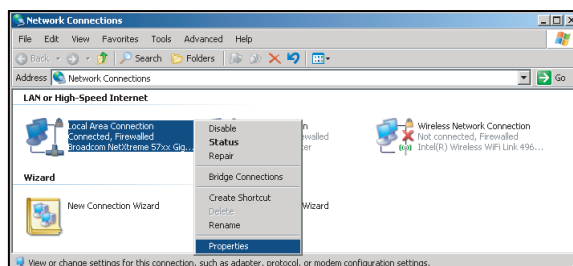 Network Connections
File Edit View Favorites Tools Advanced Help
Back Search Folders
Address Network Connections Go
LAN or High-Speed Internet
Local Area Connection
Connected, Firewalled
Broadcom NetXtreme 57xx Gig...
Disable
Status
Repair
Bridge Connections
Create Shortcut
Delete
Rename
Properties
Wireless Network Connection
Not connected, Firewalled
Intel(R) Wireless WiFi Link 496...
Wizard
New Connection Wizard
Wizard
View or change settings for this connection, such as adapter, protocol, or modem configuration settings.